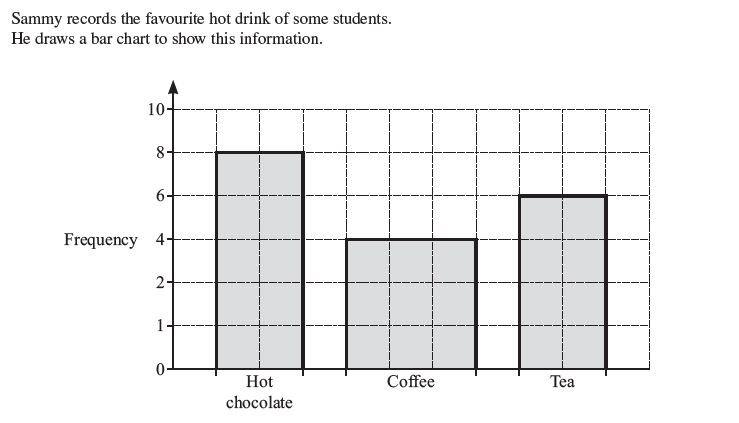 Sammy records the favourite hot drink of some students.
He draws a bar chart to show this information.
10
8
6
Frequency 4
2
1
0
Hot chocolate
Coffee
Tea